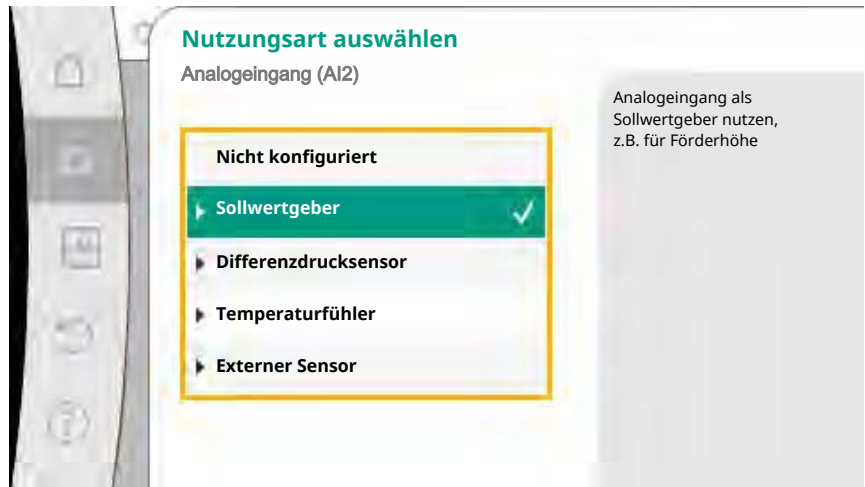 Nutzungsart auswählen
Analogeingang (AI2)
Nicht konfiguriert
Sollwertgeber
Differenzdrucksensor
Temperaturfühler
Externer Sensor
Analogeingang als
Sollwertgeber nutzen,
z.B. für Förderhöhe